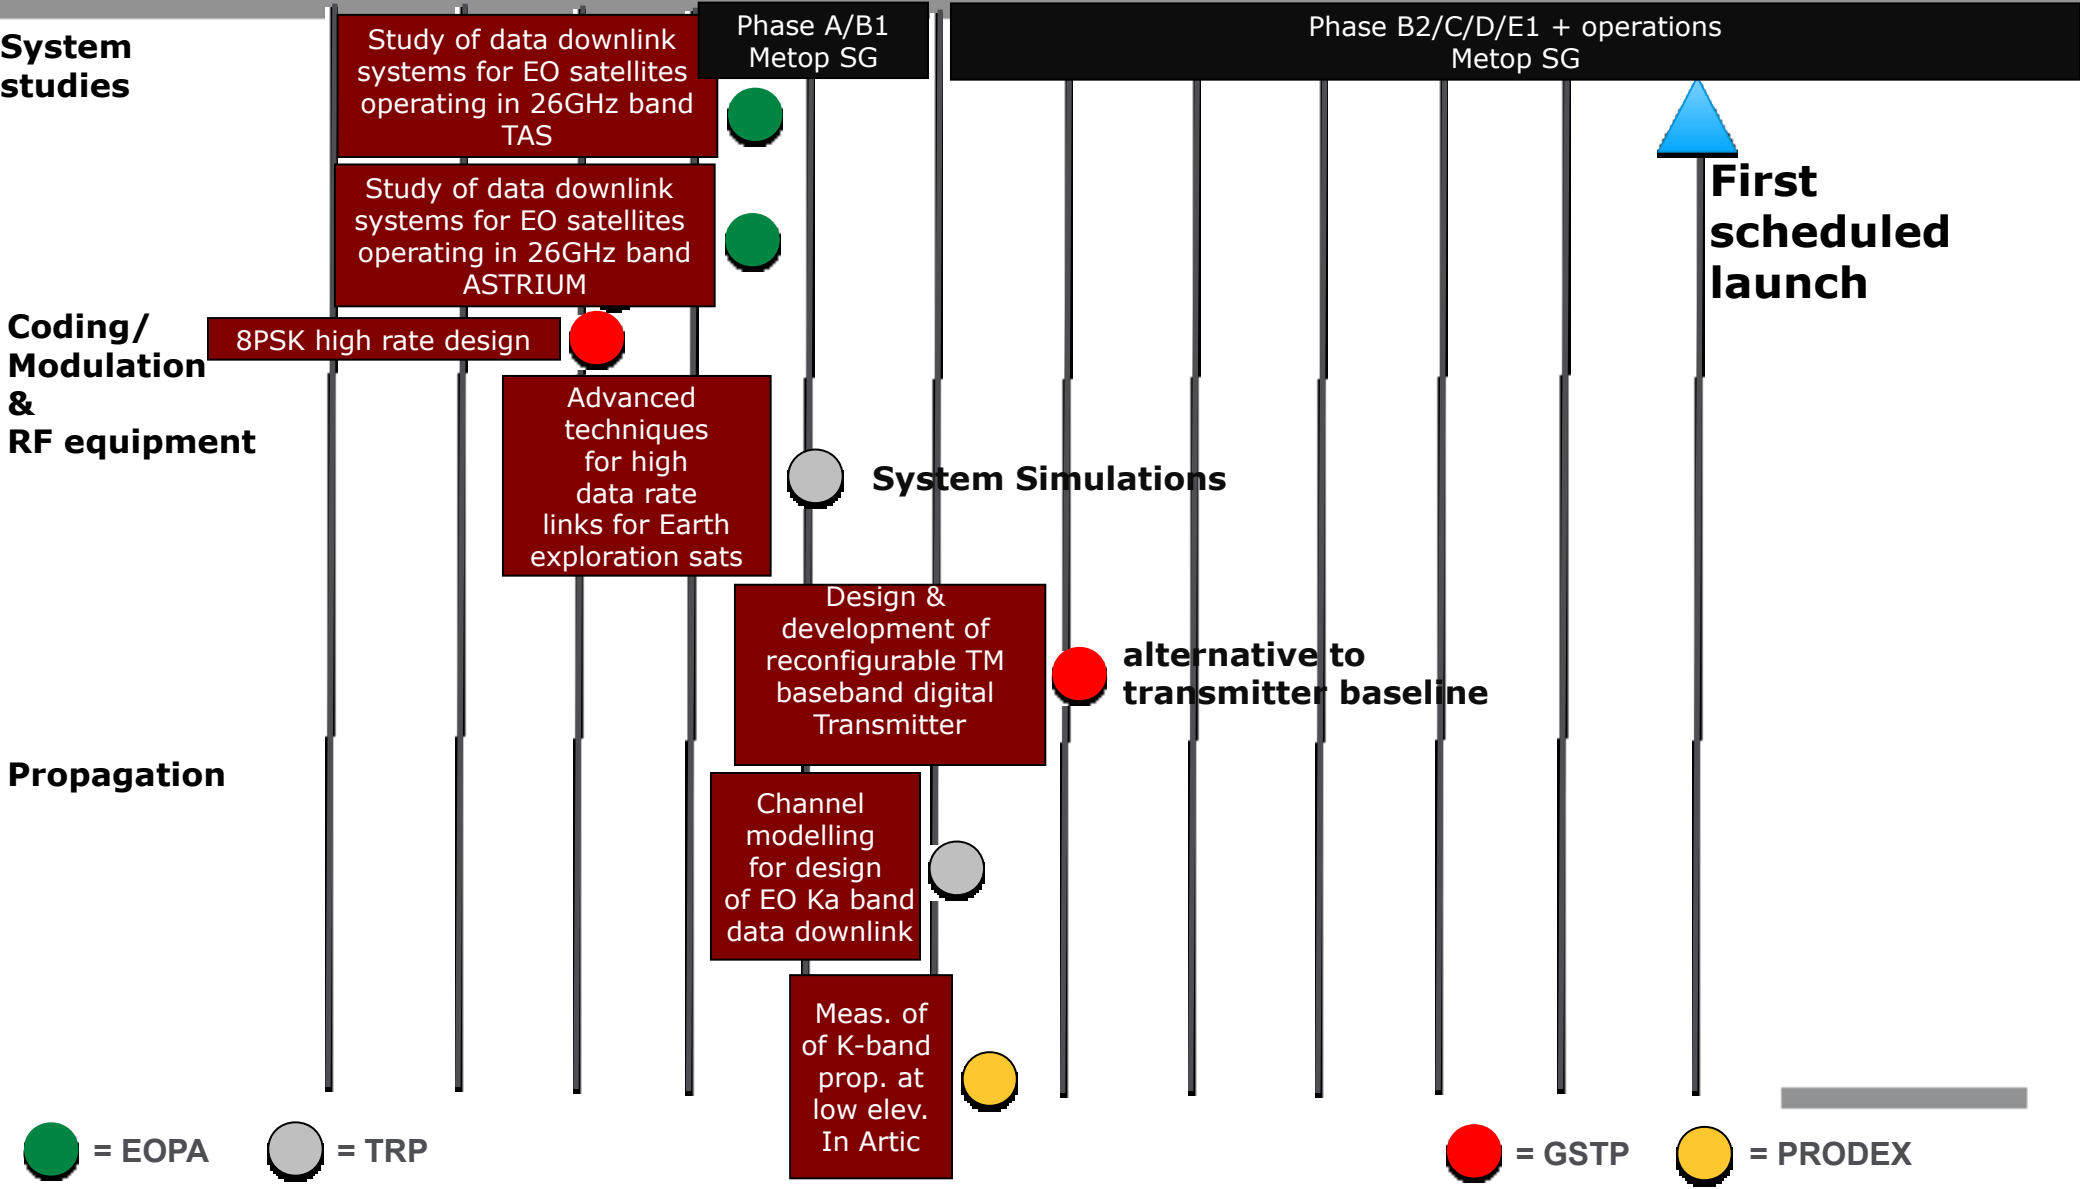 Phase A/B1
Metop SG
Phase B2/C/D/E1 + operations
Metop SG
System
studies
Study of data downlink
systems for EO satellites
operating in 26GHz band
TAS
Study of data downlink
systems for EO satellites
operating in 26GHz band
ASTRIUM
First
scheduled
launch
Coding/
Modulation
&
RF equipment
8PSK high rate design
Advanced
techniques
for high
data rate
links for Earth
exploration sats
System Simulations
Design &
development of
reconfigurable TM
baseband digital
Transmitter
alternative to
transmitter baseline
Propagation
Channel
modelling
for design
of EO Ka band
data downlink
Meas. of
of K-band
prop. at
low elev.
In Artic
= EOPA
= TRP
= GSTP
= PRODEX